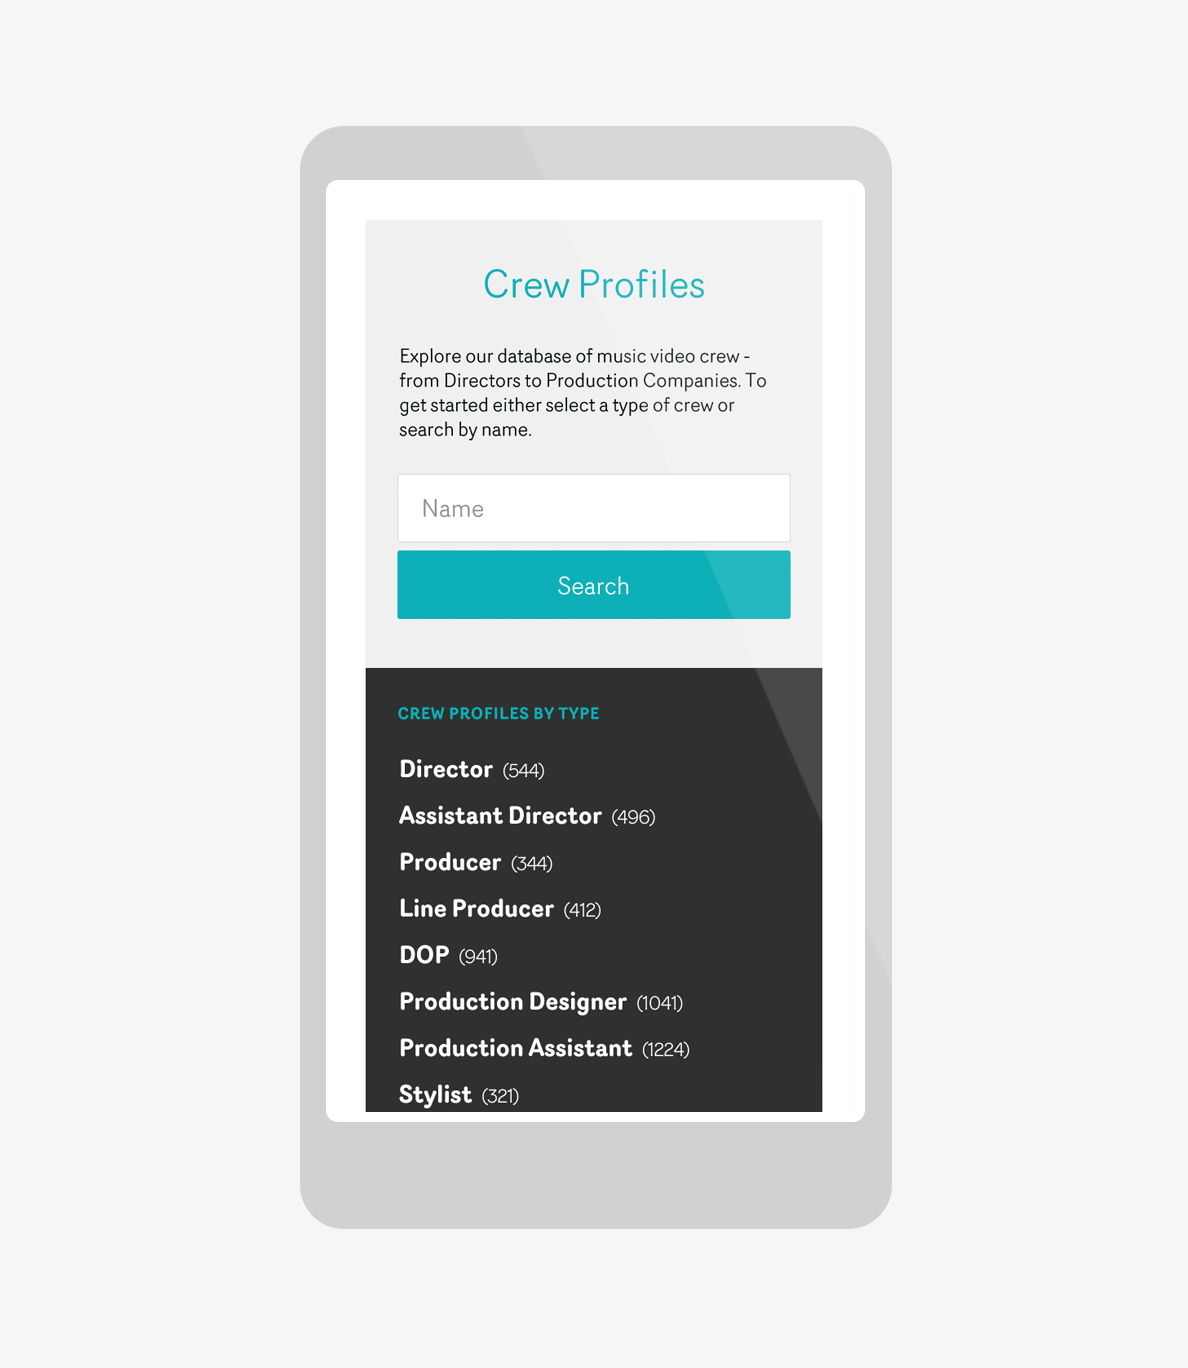 Crew Profiles
Explore our database of music video crew -
from Directors to Production Companies. To
get started either select a type of crew or
search by name.
Name
Search
CREW PROFILES BY TYPE
Director (544)
Assistant Director (496)
Producer (344)
Line Producer (412)
DOP (941)
Production Designer (1041)
Production Assistant (1224)
Stylist (321)